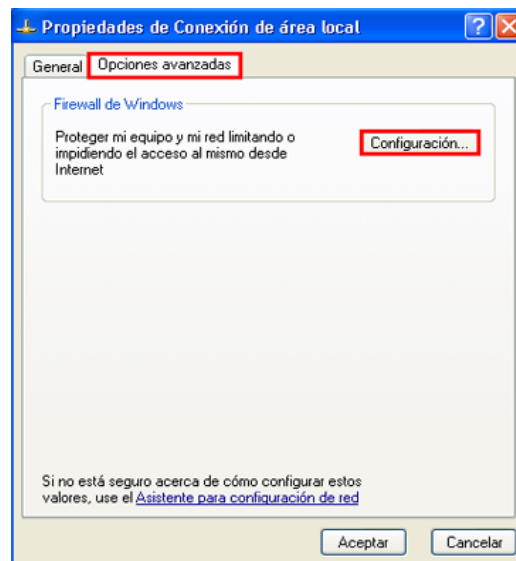 Propiedades de Conexión de área local
General Opciones avanzadas
Firewall de Windows
Proteger mi equipo y mi red limitando o
impidiendo el acceso al mismo desde
Internet
Configuración...
Si no está seguro acerca de cómo configurar estos
valores, use el Asistente para configuración de red
Aceptar Cancelar